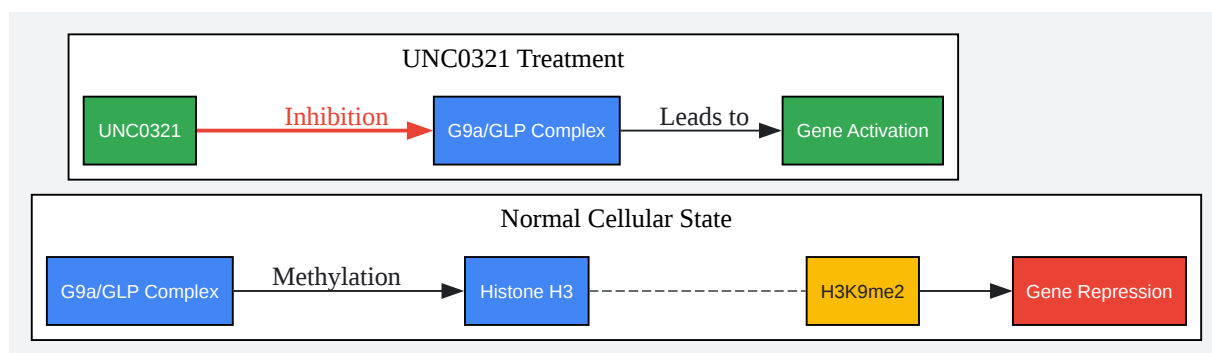 UNC0321 Treatment
UNC0321
Inhibition
G9a/GLP Complex
Leads to
Gene Activation
Normal Cellular State
G9a/GLP Complex
Methylation
Histone H3
H3K9me2
Gene Repression